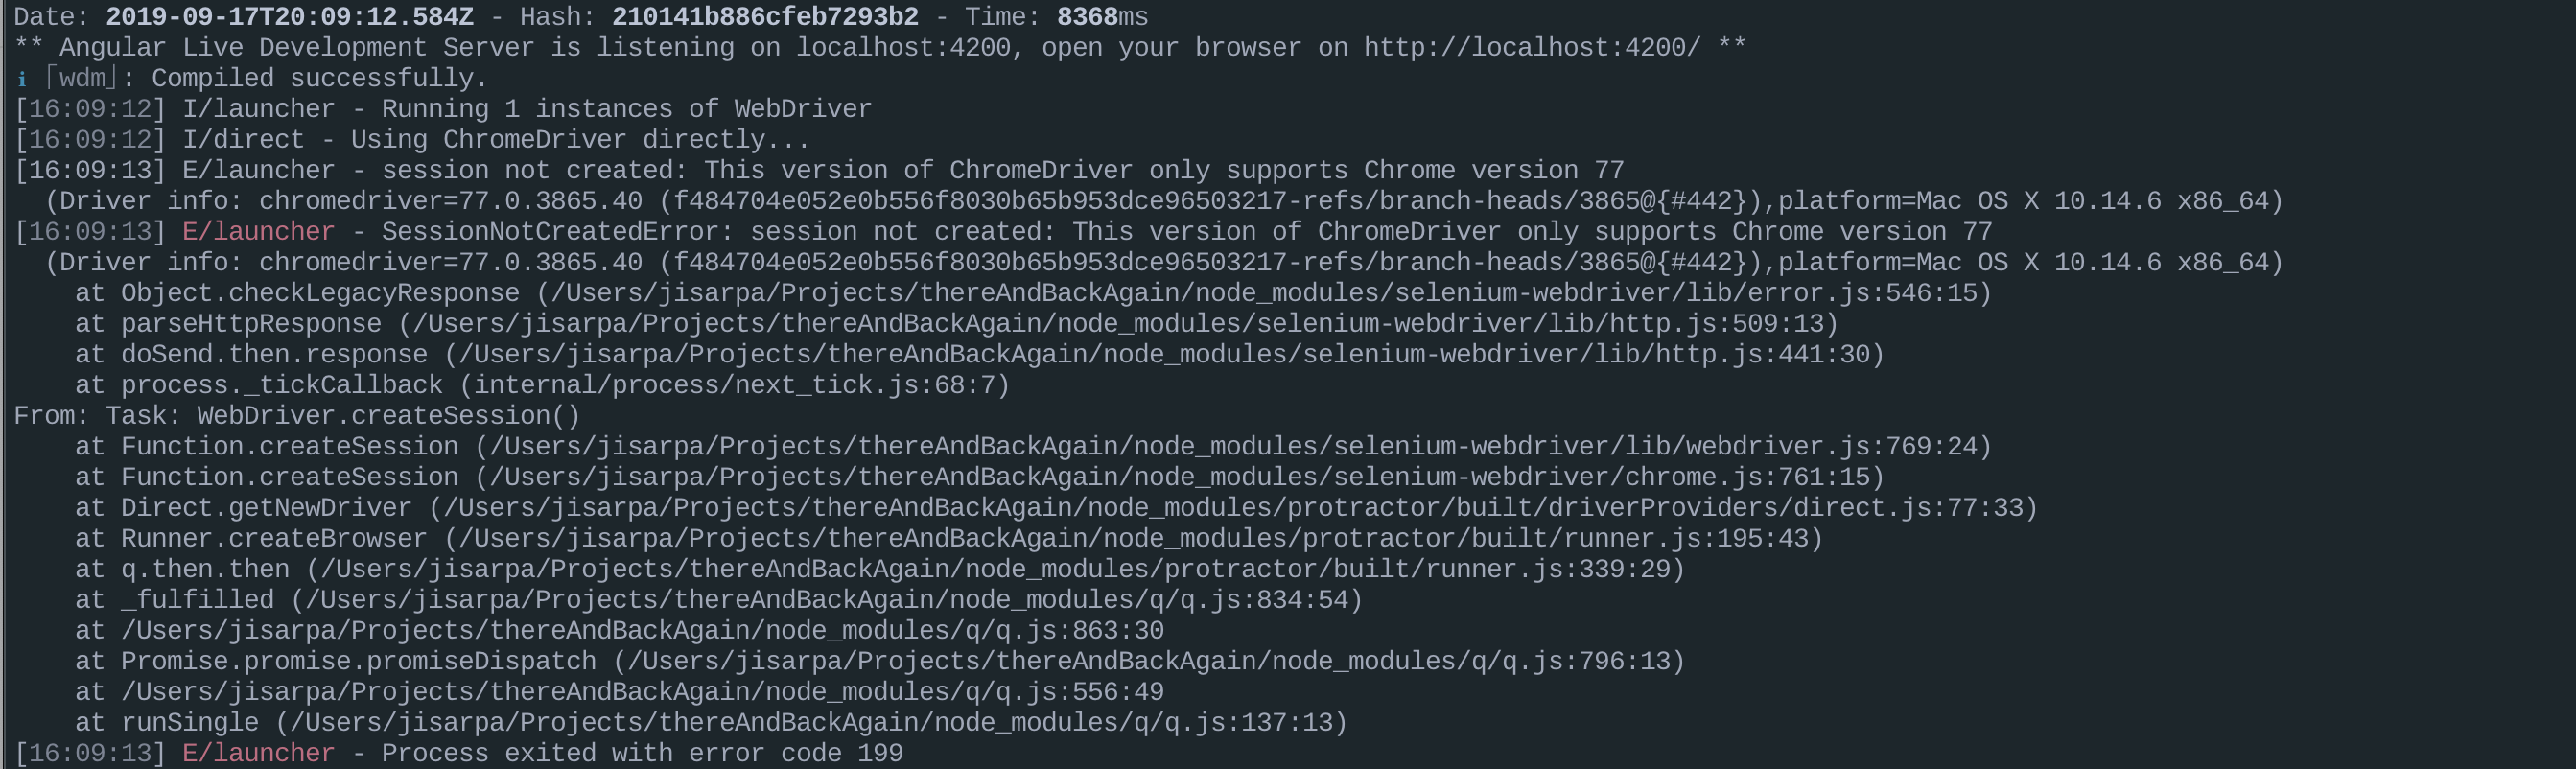 Date: 2019-09-17T20:09:12.584Z - Hash: 210141b886cfeb7293b2 - Time: 8368ms
** Angular Live Development Server is listening on localhost:4200, open your browser on http://localhost:4200/ **
ℹ ｢wdm｣: Compiled successfully.
[16:09:12] I/launcher - Running 1 instances of WebDriver
[16:09:12] I/direct - Using ChromeDriver directly...
[16:09:13] E/launcher - session not created: This version of ChromeDriver only supports Chrome version 77
  (Driver info: chromedriver=77.0.3865.40 (f484704e052e0b556f8030b65b953dce96503217-refs/branch-heads/3865@{#442}),platform=Mac OS X 10.14.6 x86_64)
[16:09:13] E/launcher - SessionNotCreatedError: session not created: This version of ChromeDriver only supports Chrome version 77
  (Driver info: chromedriver=77.0.3865.40 (f484704e052e0b556f8030b65b953dce96503217-refs/branch-heads/3865@{#442}),platform=Mac OS X 10.14.6 x86_64)
    at Object.checkLegacyResponse (/Users/jisarpa/Projects/thereAndBackAgain/node_modules/selenium-webdriver/lib/error.js:546:15)
    at parseHttpResponse (/Users/jisarpa/Projects/thereAndBackAgain/node_modules/selenium-webdriver/lib/http.js:509:13)
    at doSend.then.response (/Users/jisarpa/Projects/thereAndBackAgain/node_modules/selenium-webdriver/lib/http.js:441:30)
    at process._tickCallback (internal/process/next_tick.js:68:7)
From: Task: WebDriver.createSession()
    at Function.createSession (/Users/jisarpa/Projects/thereAndBackAgain/node_modules/selenium-webdriver/lib/webdriver.js:769:24)
    at Function.createSession (/Users/jisarpa/Projects/thereAndBackAgain/node_modules/selenium-webdriver/chrome.js:761:15)
    at Direct.getNewDriver (/Users/jisarpa/Projects/thereAndBackAgain/node_modules/protractor/built/driverProviders/direct.js:77:33)
    at Runner.createBrowser (/Users/jisarpa/Projects/thereAndBackAgain/node_modules/protractor/built/runner.js:195:43)
    at q.then.then (/Users/jisarpa/Projects/thereAndBackAgain/node_modules/protractor/built/runner.js:339:29)
    at _fulfilled (/Users/jisarpa/Projects/thereAndBackAgain/node_modules/q/q.js:834:54)
    at /Users/jisarpa/Projects/thereAndBackAgain/node_modules/q/q.js:863:30
    at Promise.promise.promiseDispatch (/Users/jisarpa/Projects/thereAndBackAgain/node_modules/q/q.js:796:13)
    at /Users/jisarpa/Projects/thereAndBackAgain/node_modules/q/q.js:556:49
    at runSingle (/Users/jisarpa/Projects/thereAndBackAgain/node_modules/q/q.js:137:13)
[16:09:13] E/launcher - Process exited with error code 199